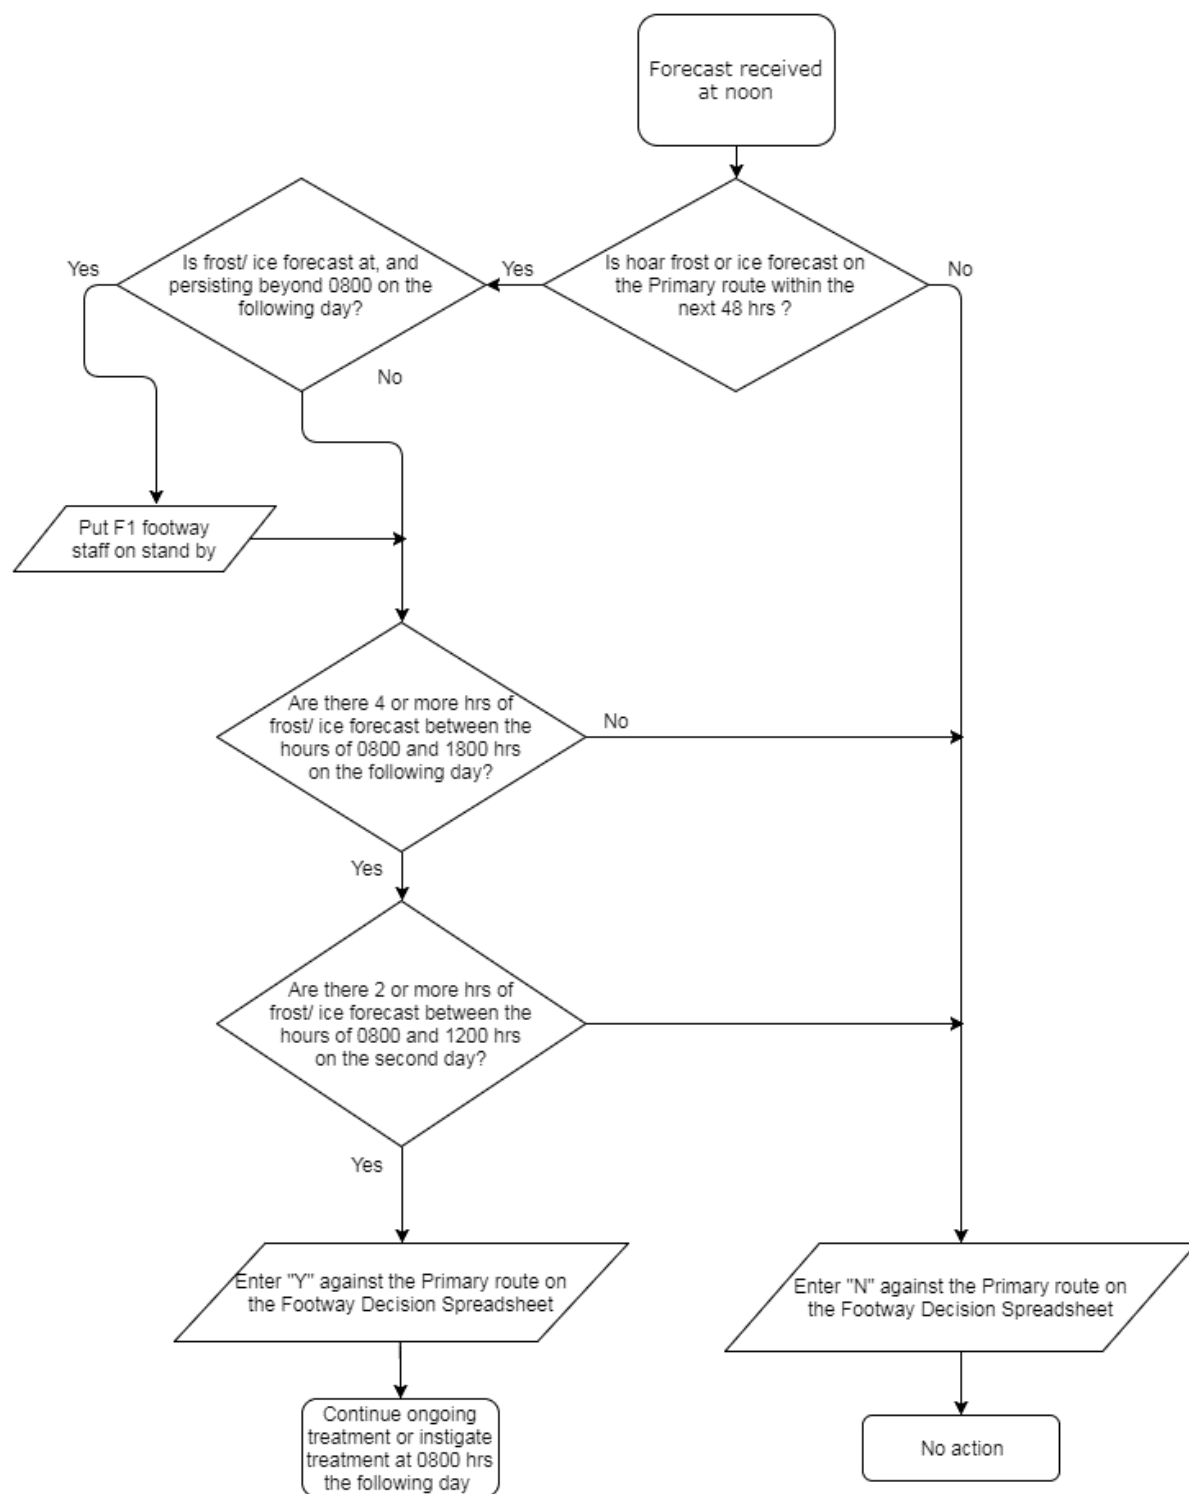 Forecast received
at noon
Is hoar frost or ice forecast on
the Primary route within the
next 48 hrs ?
Yes
No
Is frost/ ice forecast at, and
persisting beyond 0800 on the
following day?
Yes
No
Put F1 footway
staff on stand by
Are there 4 or more hrs of
frost/ ice forecast between the
hours of 0800 and 1800 hrs
on the following day?
No
Yes
Are there 2 or more hrs of
frost/ ice forecast between the
hours of 0800 and 1200 hrs
on the second day?
Yes
Enter "Y" against the Primary route on
the Footway Decision Spreadsheet
Enter "N" against the Primary route on
the Footway Decision Spreadsheet
Continue ongoing
treatment or instigate
treatment at 0800 hrs
the following day
No action